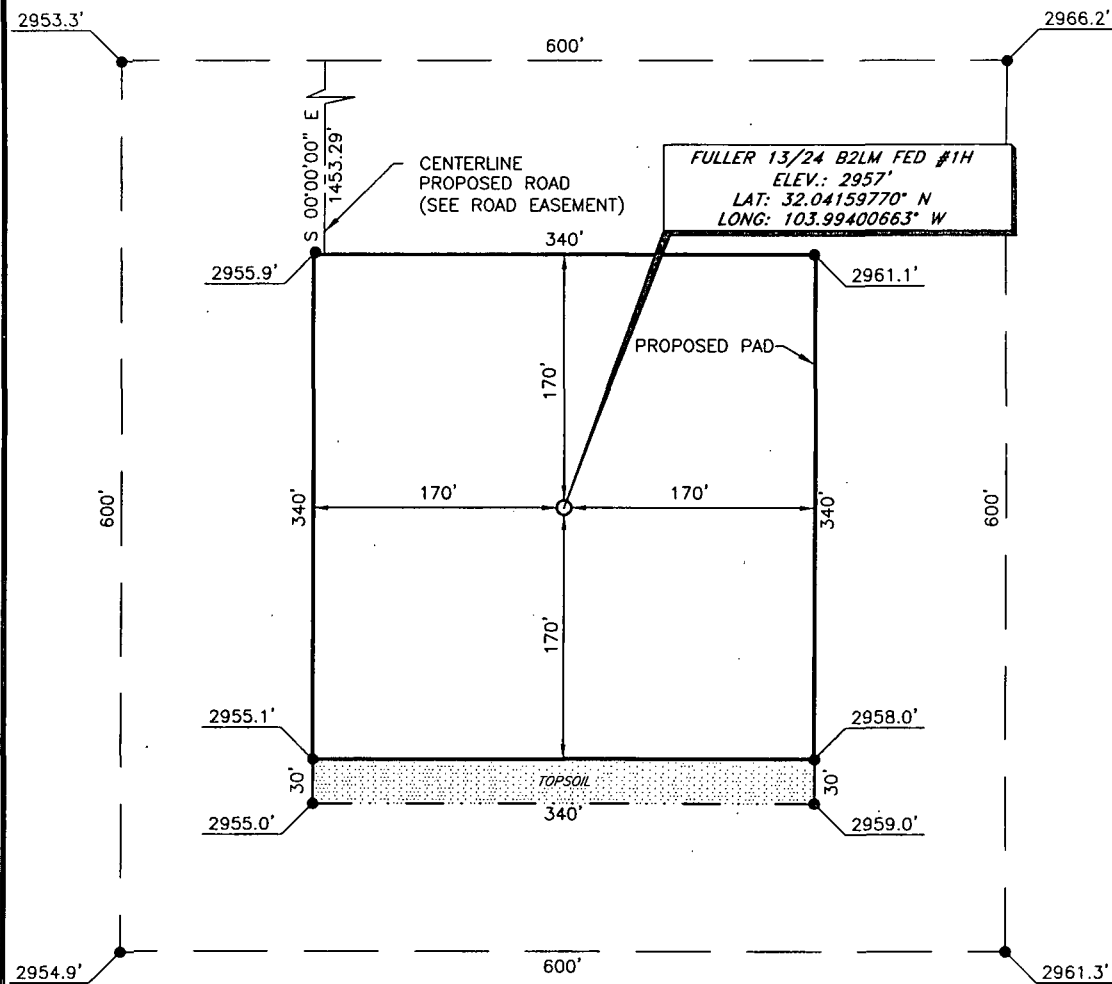 2953.3'
2966.2'
600'
S 00°00'00" E
1453.29'
CENTERLINE
PROPOSED ROAD
(SEE ROAD EASEMENT)
FULLER 13/24 B2LM FED #1H
ELEV.: 2957'
LAT: 32.04159770° N
LONG: 103.99400663° W
340'
2955.9'
2961.1'
PROPOSED PAD
170'
600'
340'
170'
170'
340'
600'
170'
2955.1'
2958.0'
30'
TOPSOIL
30'
340'
2955.0'
2959.0'
600'
2954.9'
2961.3'